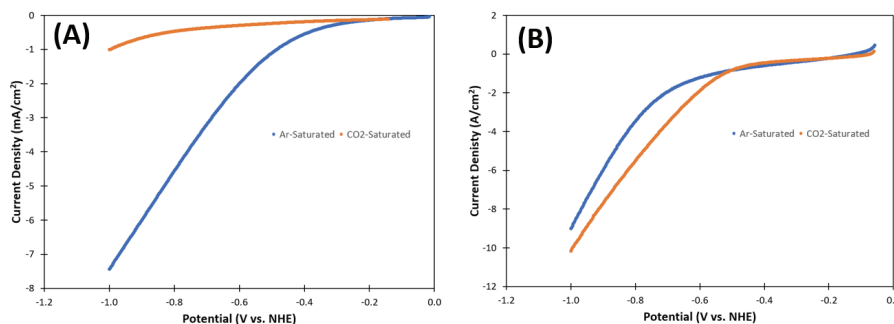 (A)
Current Density (mA/cm²)
0
-1
-2
-3
-4
-5
-6
-7
-8
Ar-Saturated CO2-Saturated
-1.2 -1.0 -0.8 -0.6 -0.4 -0.2 0.0
Potential (V vs. NHE)
(B)
Current Denisty (A/cm²)
2
0
-2
-4
-6
-8
-10
-12
Ar-Saturated CO2-Saturated
-1.2 -1.0 -0.8 -0.6 -0.4 -0.2 0.
Potential (V vs. NHE)